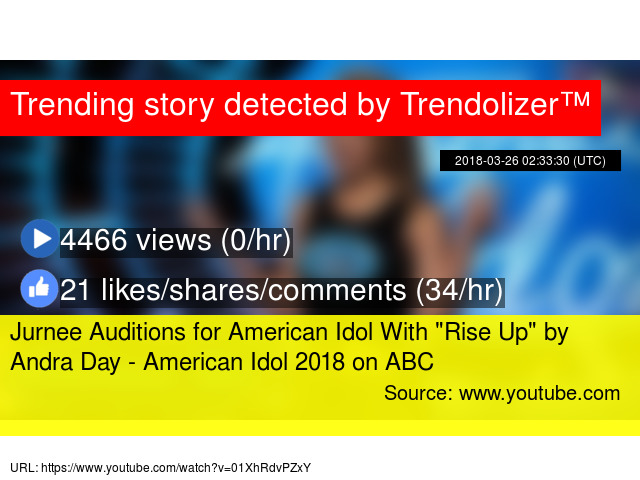 Trending story detected by Trendolizer™
2018-03-26 02:33:30 (UTC)
4466 views (0/hr)
21 likes/shares/comments (34/hr)
Jurnee Auditions for American Idol With "Rise Up" by
Andra Day - American Idol 2018 on ABC
Source: www.youtube.com
URL: https://www.youtube.com/watch?v=01XhRdvPZxY